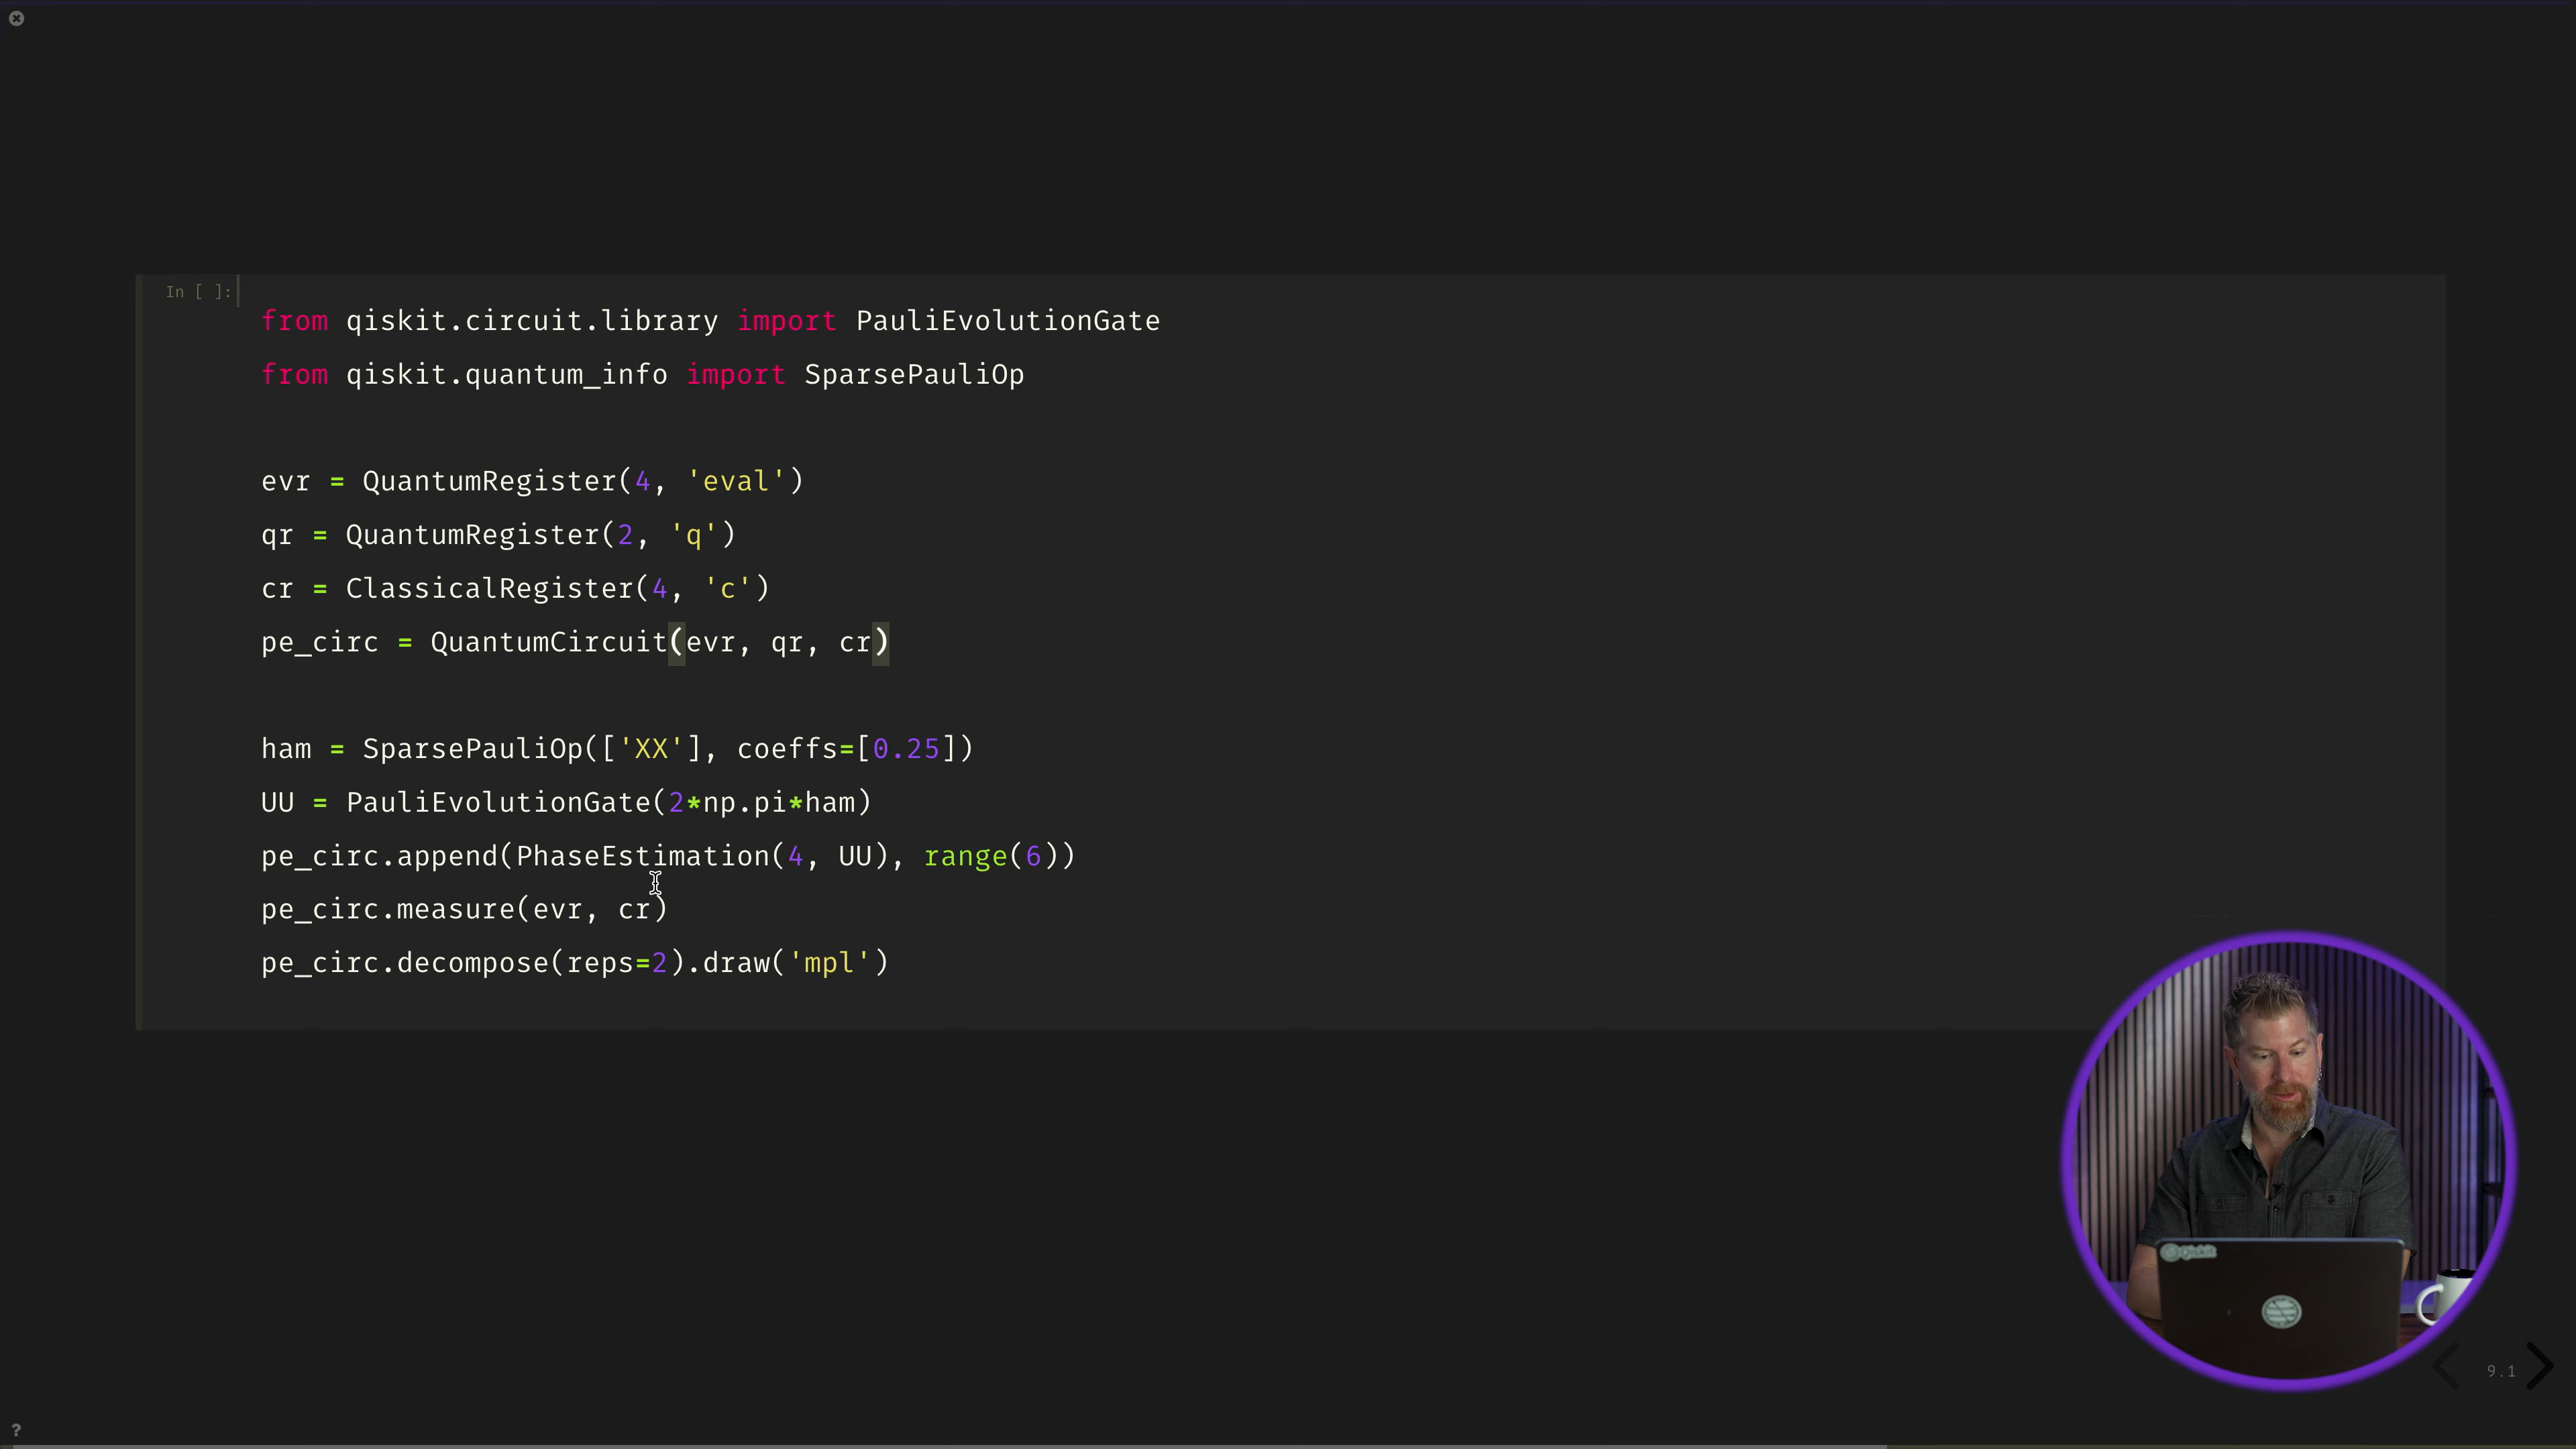 In [ ]:
from qiskit.circuit.library import PauliEvolutionGate
from qiskit.quantum_info import SparsePauliOp
evr = QuantumRegister(4, 'eval')
qr = QuantumRegister(2, 'q')
cr = ClassicalRegister(4, 'c')
pe_circ = QuantumCircuit(evr, qr, cr)
ham = SparsePauliOp(['XX'], coeffs=[0.25])
UU = PauliEvolutionGate(2*np.pi*ham)
pe_circ.append(PhaseEstimation(4, UU), range(6))
pe_circ.measure(evr, cr)
pe_circ.decompose(reps=2).draw('mpl')
Qiskit
9.1
?